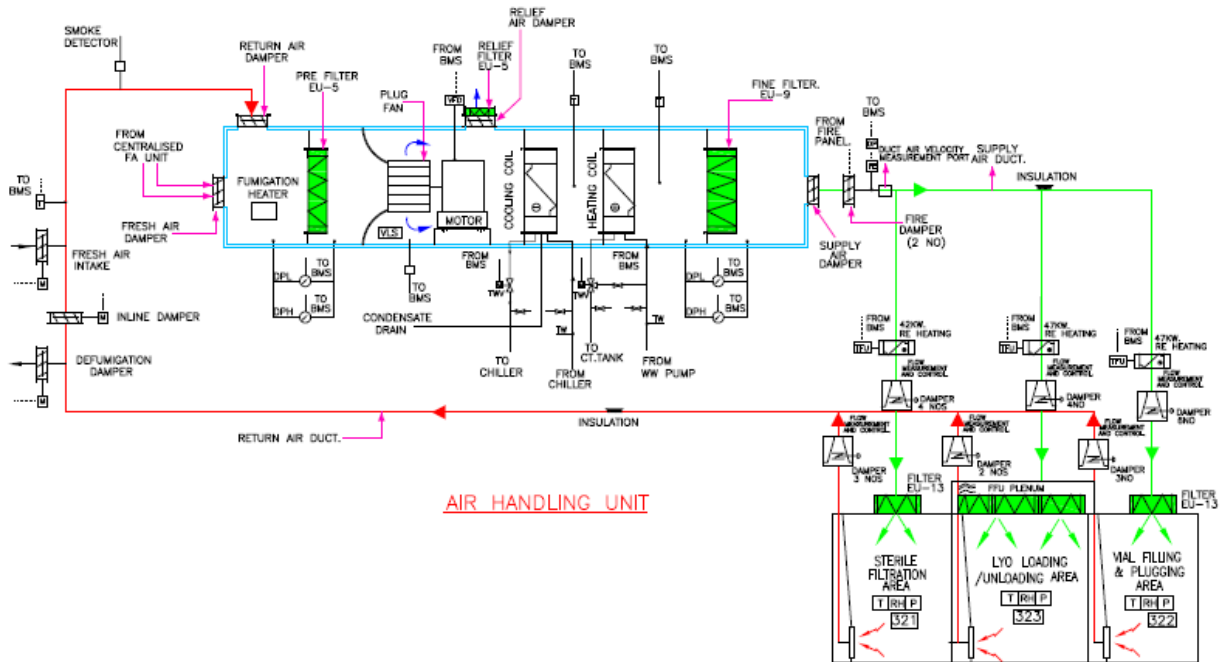 SMOKE
DETECTOR
RETURN AIR
DAMPER
PRE FILTER
EU-5
PLUG
FAN
FROM
BMS
VFD
RELIEF
AIR DAMPER
RELIEF
FILTER
EU-5
TO
BMS
T
TO
BMS
T
FINE FILTER.
EU-9
FROM
FIRE
PANEL.
TO
BMS
DUCT AIR VELOCITY
MEASUREMENT PORT
SUPPLY
AIR DUCT.
INSULATION
FROM
CENTRALISED
FA UNIT
TO
BMS
T
FUMIGATION
HEATER
FRESH AIR
DAMPER
FRESH AIR
INTAKE
M
VLS
MOTOR
COOLING COIL
HEATING COIL
FIRE
DAMPER
(2 NO)
SUPPLY
AIR
DAMPER
DPL
TO
BMS
DPH
TO
BMS
TO
BMS
FROM
BMS
TWV
FROM
BMS
TWV
FROM
BMS
TW
TW
DPL
TO
BMS
DPH
TO
BMS
M
INLINE DAMPER
DEFUMIGATION
DAMPER
M
CONDENSATE
DRAIN
TO
CHILLER
FROM
CHILLER
TO
CT.TANK
FROM
WW PUMP
FROM
BMS
42KW.
RE HEATING
TFU
FROM
BMS
47KW.
RE HEATING
TFU
FROM
BMS
47KW.
RE HEATING
TFU
FLOW
MEASUREMENT
AND CONTROL
FLOW
MEASUREMENT
AND CONTROL
FLOW
MEASUREMENT
AND CONTROL
DAMPER
4 NOS
DAMPER
4NO
DAMPER
RETURN AIR DUCT.
INSULATION
FLOW
MEASUREMENT
AND CONTROL
FLOW
MEASUREMENT
AND CONTROL
FLOW
MEASUREMENT
AND CONTROL
DAMPER
3 NOS
DAMPER
2 NOS
DAMPER
3NO
FILTER
EU-13
FFU PLENUM
FILTER
EU-13
AIR HANDLING UNIT
STERILE
FILTRATION
AREA
T RH P
321
LYO LOADING
/UNLOADING AREA
T RH P
323
VIAL FILLING
& PLUGGING
AREA
T RH P
322